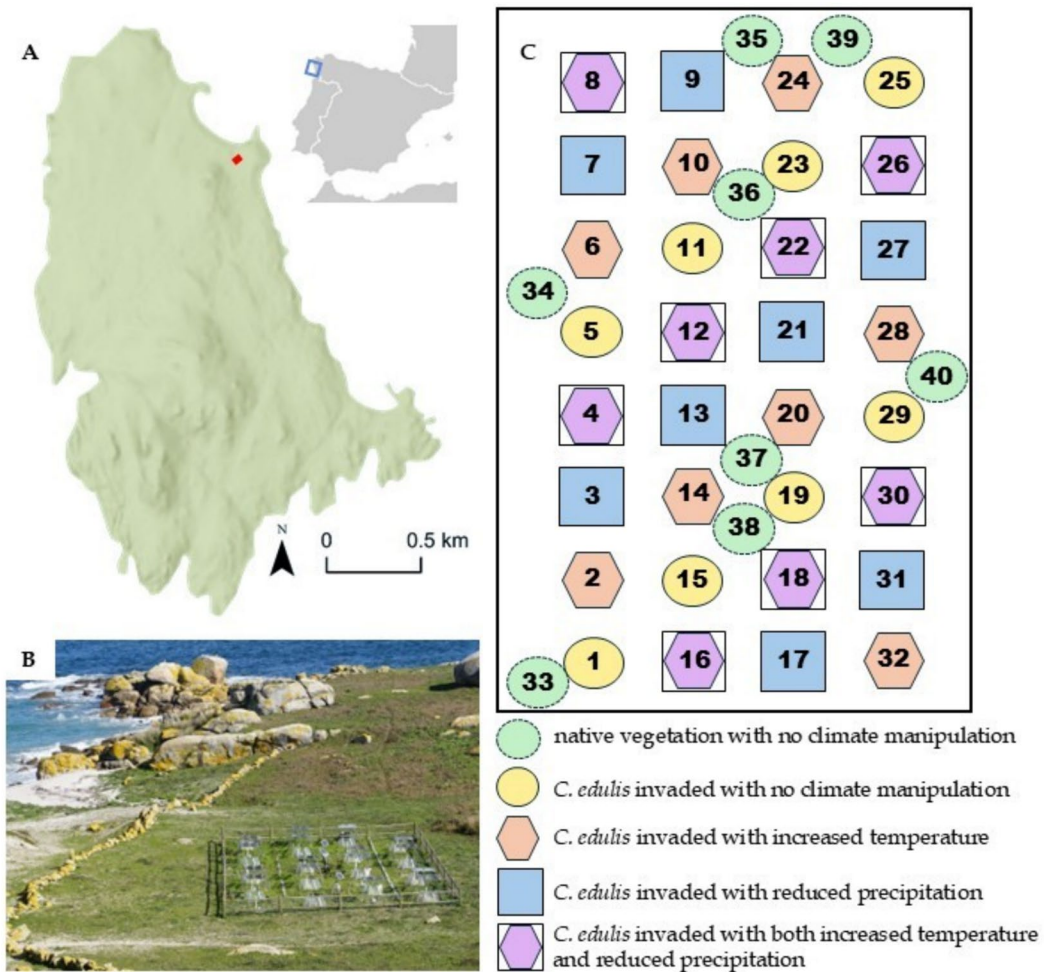 A
N
0 0.5 km
B
C
35 39
8 9 24 25
7 10 23 26
36
6 11 22 27
34
5 12 21 28
40
4 13 20 29
37
3 14 19 30
38
2 15 18 31
1 16 17 32
33
native vegetation with no climate manipulation
C. edulis invaded with no climate manipulation
C. edulis invaded with increased temperature
C. edulis invaded with reduced precipitation
C. edulis invaded with both increased temperature
and reduced precipitation